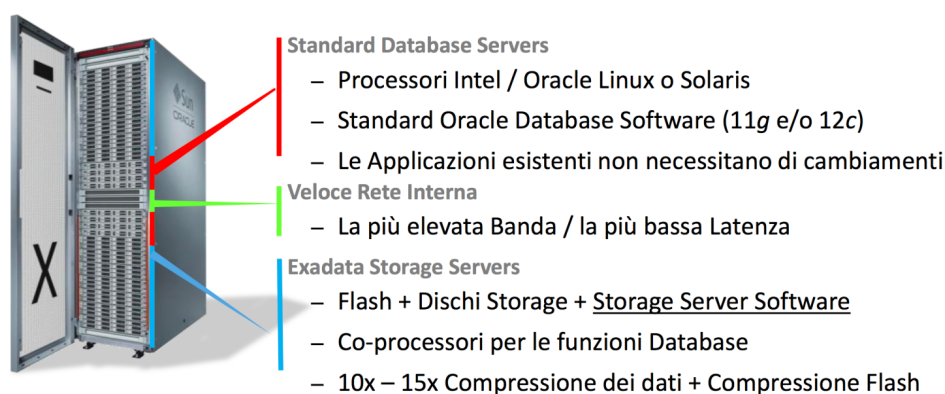 Standard Database Servers
– Processori Intel / Oracle Linux o Solaris
– Standard Oracle Database Software (11g e/o 12c)
– Le Applicazioni esistenti non necessitano di cambiamenti
Veloce Rete Interna
– La più elevata Banda / la più bassa Latenza
Exadata Storage Servers
– Flash + Dischi Storage + Storage Server Software
– Co-processori per le funzioni Database
– 10x – 15x Compressione dei dati + Compressione Flash
Sun
ORACLE
X